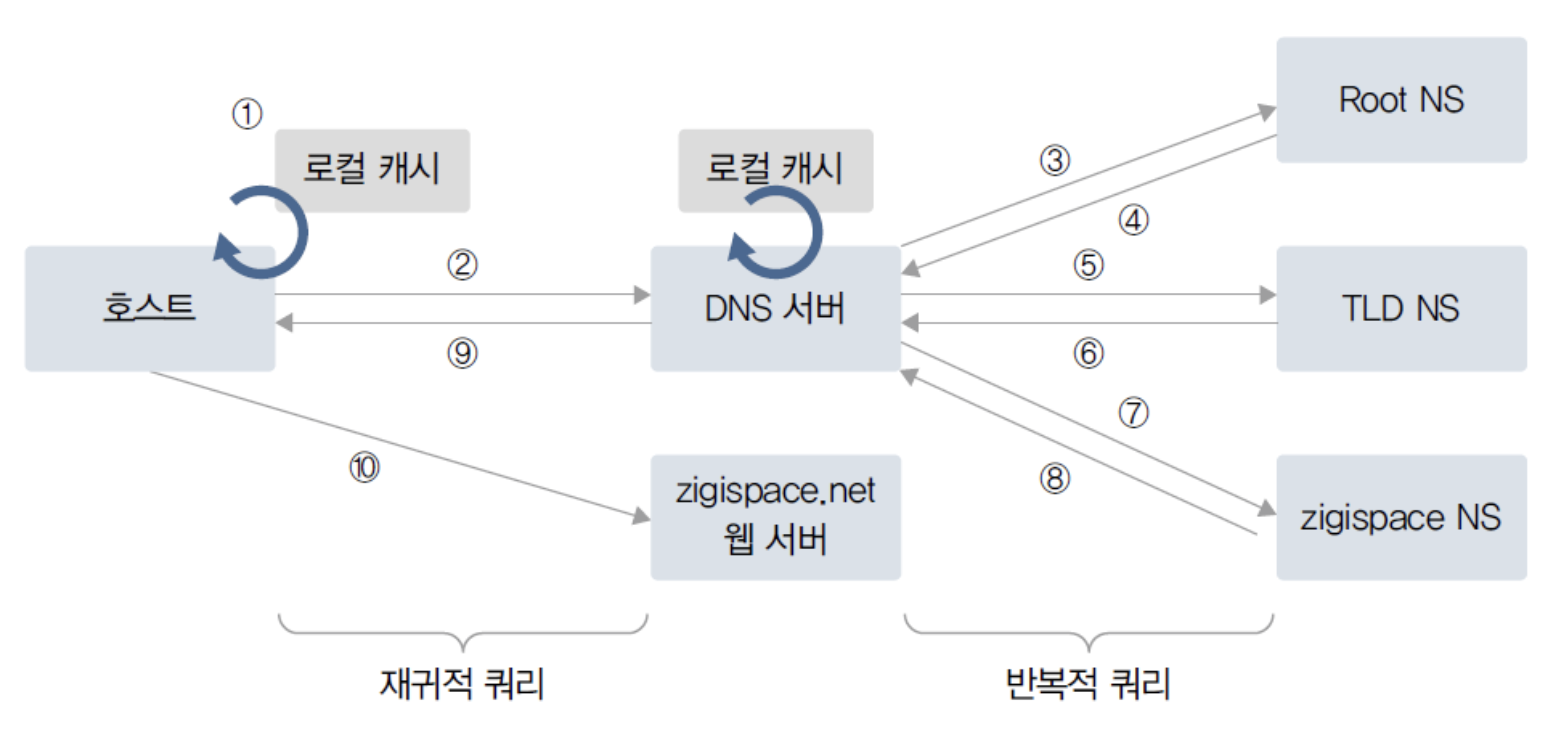 ①
로컬 캐시
로컬 캐시
Root NS
③
④
②
⑤
호스트
DNS 서버
TLD NS
⑨
⑥
⑦
⑩
⑧
zigispace.net
웹 서버
zigispace NS
재귀적 쿼리
반복적 쿼리